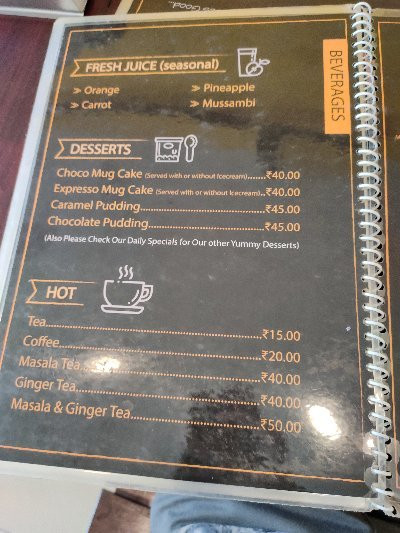 s Good..
FRESH JUICE (seasonal)
BEVERAGES
➢ Orange ➢ Pineapple
➢ Carrot ➢ Mussambi
DESSERTS
Choco Mug Cake (Served with or without Icecream)......₹40.00
Expresso Mug Cake (Served with or without Icecream)..₹40.00
Caramel Pudding....................................₹45.00
Chocolate Pudding.................................₹45.00
(Also Please Check Our Daily Specials for Our other Yummy Desserts)
HOT
Tea.........................................................₹15.00
Coffee.....................................................₹20.00
Masala Tea..............................................₹40.00
Ginger Tea...............................................₹40.00
Masala & Ginger Tea................................₹50.00